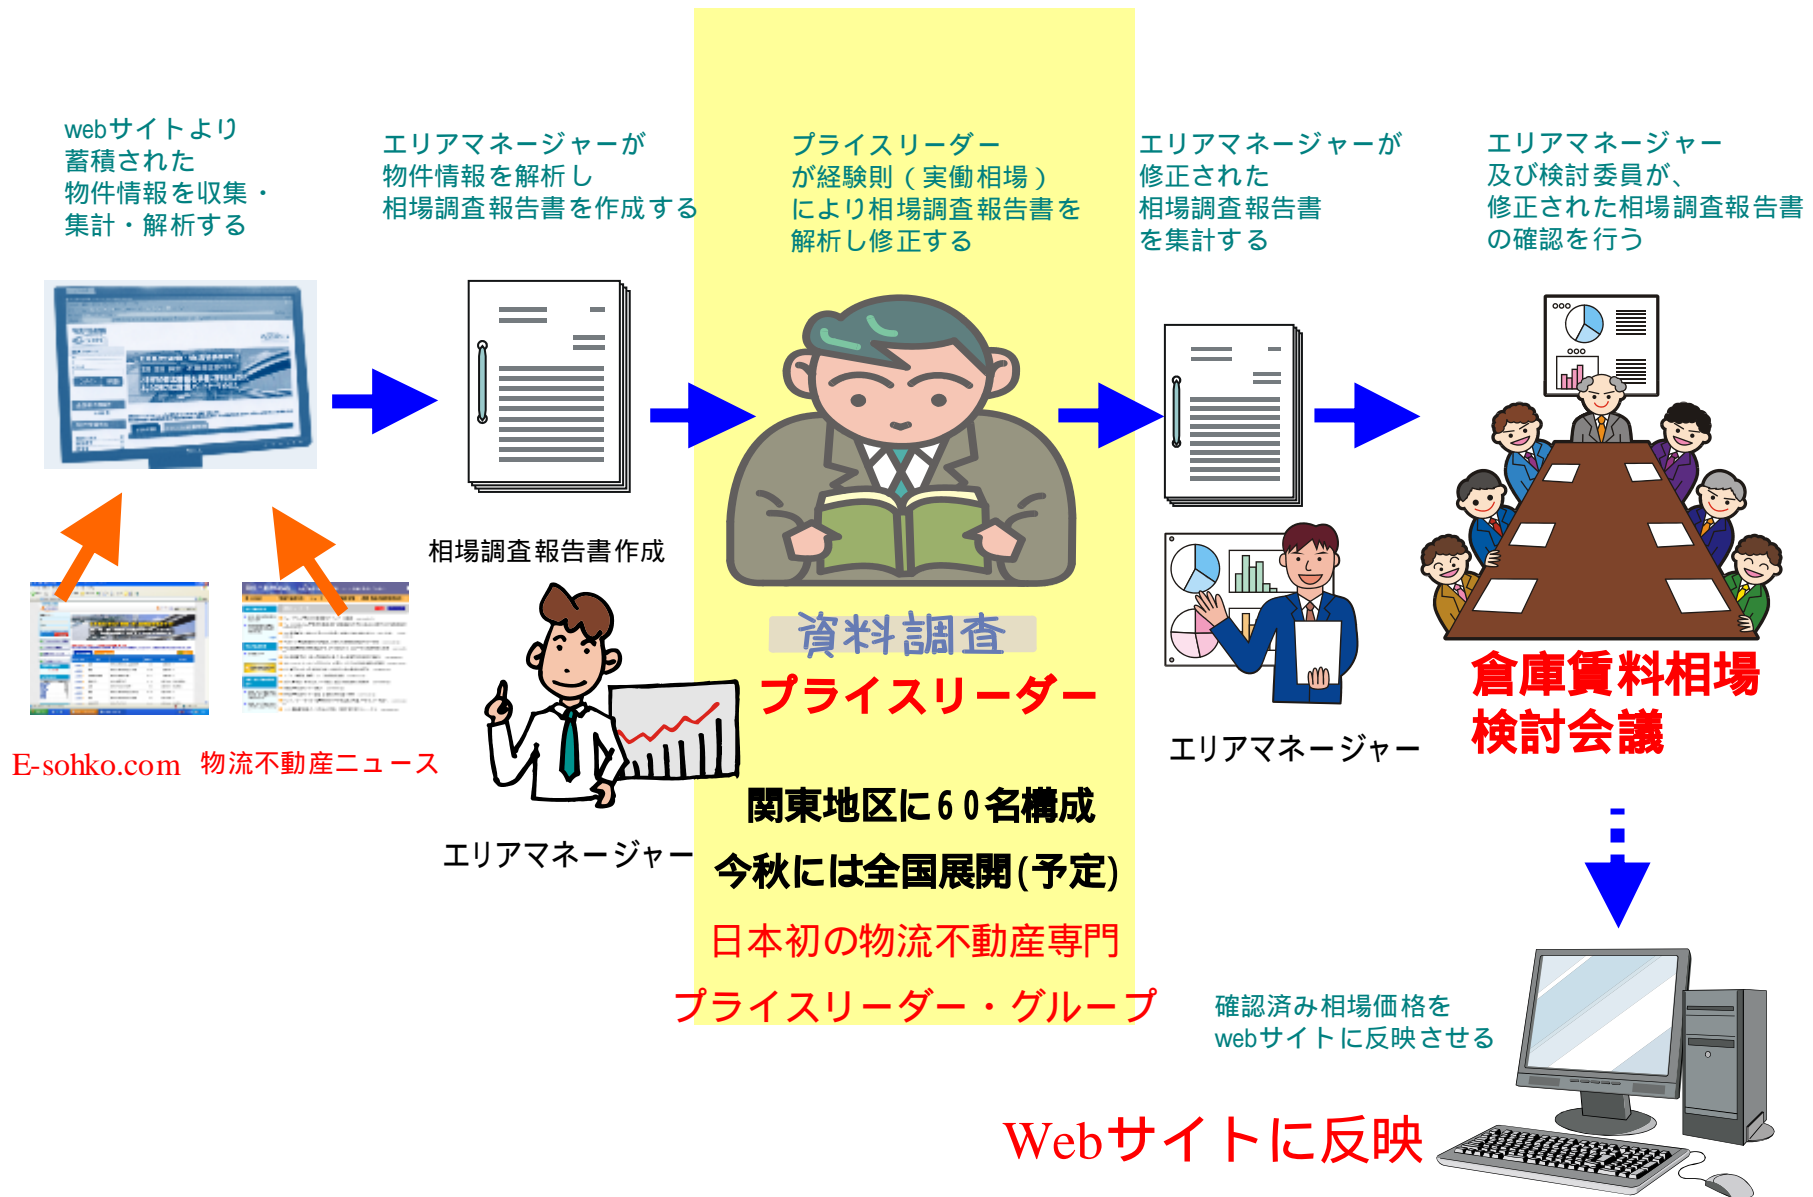 webサイトより
蓄積された
物件情報を収集・
集計・解析する
エリアマネージャーが
物件情報を解析し
相場調査報告書を作成する
プライスリーダー
が経験則（実働相場）
により相場調査報告書を
解析し修正する
エリアマネージャーが
修正された
相場調査報告書
を集計する
エリアマネージャー
及び検討委員が、
修正された相場調査報告書
の確認を行う
相場調査報告書作成
資料調査
プライスリーダー
E-sohko.com
物流不動産ニュース
エリアマネージャー
関東地区に60名構成
今秋には全国展開(予定)
日本初の物流不動産専門
プライスリーダー・グループ
エリアマネージャー
倉庫賃料相場
検討会議
確認済み相場価格を
webサイトに反映させる
Webサイトに反映